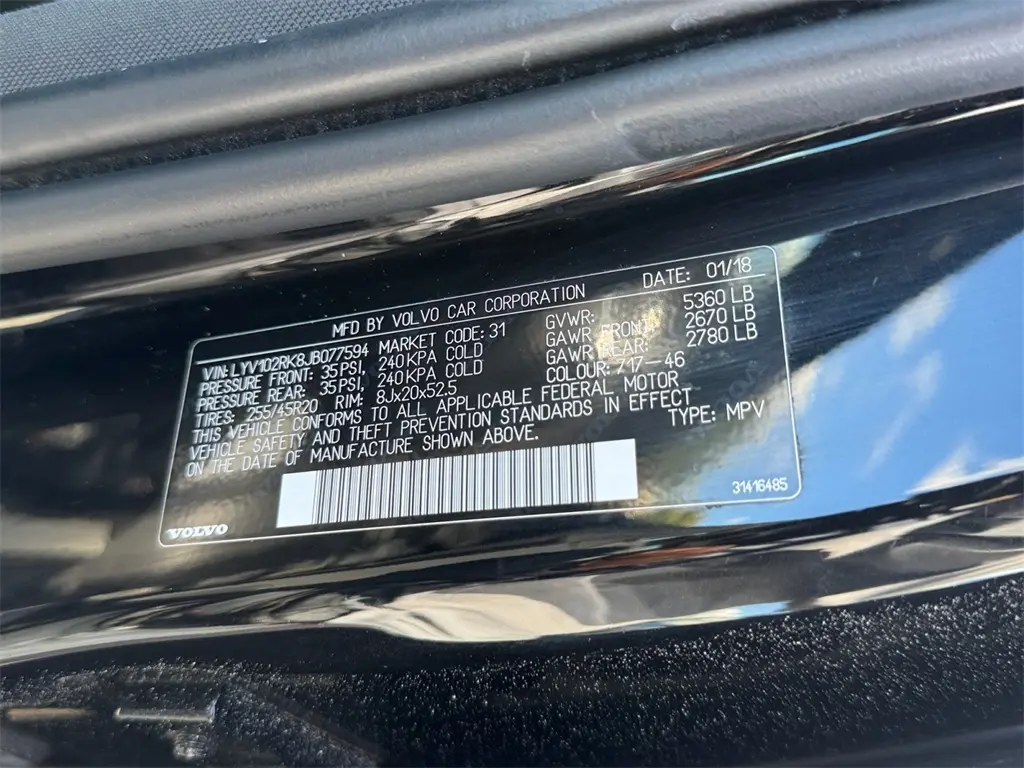 MFD BY VOLVO CAR CORPORATION DATE: 01/18
VIN: LYV102RK8JB077594 MARKET CODE: 31 GVWR: 5360 LB
PRESSURE FRONT: 35PSI, 240KPA COLD GAWR FRONT: 2670 LB
PRESSURE REAR: 35PSI, 240KPA COLD GAWR REAR: 2780 LB
TIRES: 255/45R20 RIM: 8Jx20x52.5 COLOUR: 717-46
THIS VEHICLE CONFORMS TO ALL APPLICABLE FEDERAL MOTOR
VEHICLE SAFETY AND THEFT PREVENTION STANDARDS IN EFFECT
ON THE DATE OF MANUFACTURE SHOWN ABOVE. TYPE: MPV
31416485
VOLVO